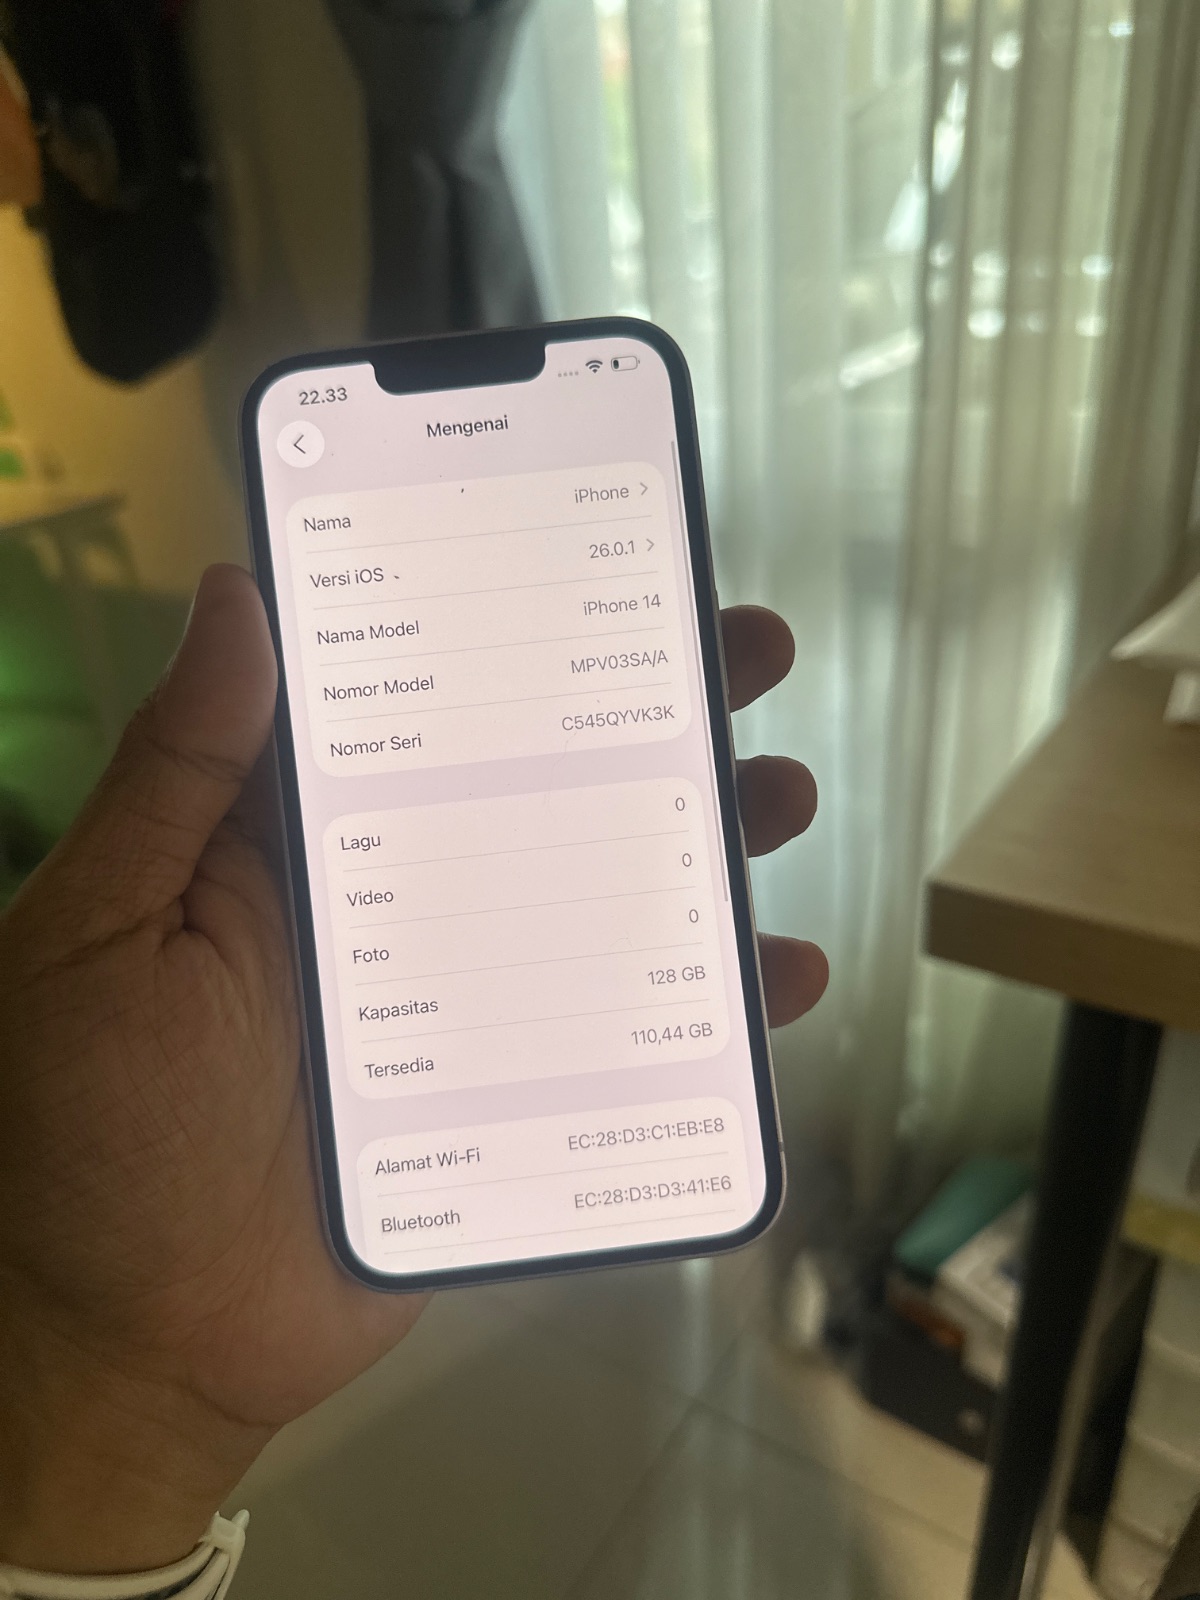 22.33
Mengenai
Nama iPhone
Versi iOS 26.0.1
Nama Model iPhone 14
Nomor Model MPV03SA/A
Nomor Seri C545QYVK3K
Lagu 0
Video 0
Foto 0
Kapasitas 128 GB
Tersedia 110,44 GB
Alamat Wi-Fi EC:28:D3:C1:EB:E8
Bluetooth EC:28:D3:D3:41:E6